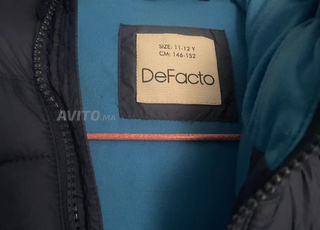 SIZE: 11-12 Y
CM: 146-152
DeFacto
AVITO.ma